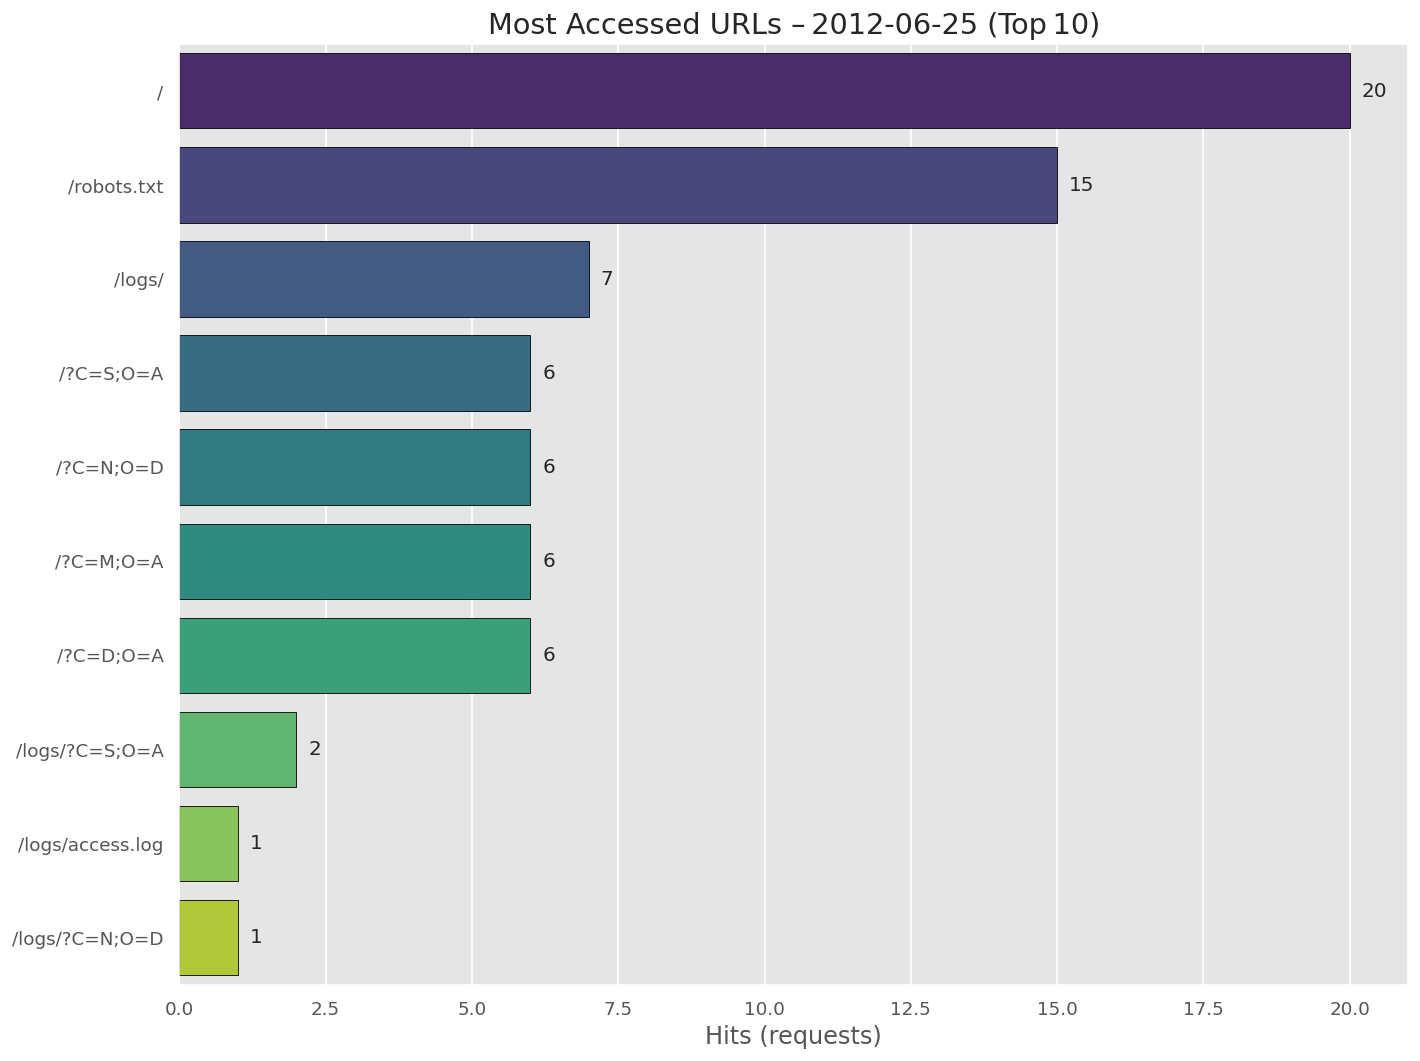 Most Accessed URLs – 2012-06-25 (Top 10)
/ 20
/robots.txt 15
/logs/ 7
/?C=S;O=A 6
/?C=N;O=D 6
/?C=M;O=A 6
/?C=D;O=A 6
/logs/?C=S;O=A 2
/logs/access.log 1
/logs/?C=N;O=D 1
0.0 2.5 5.0 7.5 10.0 12.5 15.0 17.5 20.0
Hits (requests)